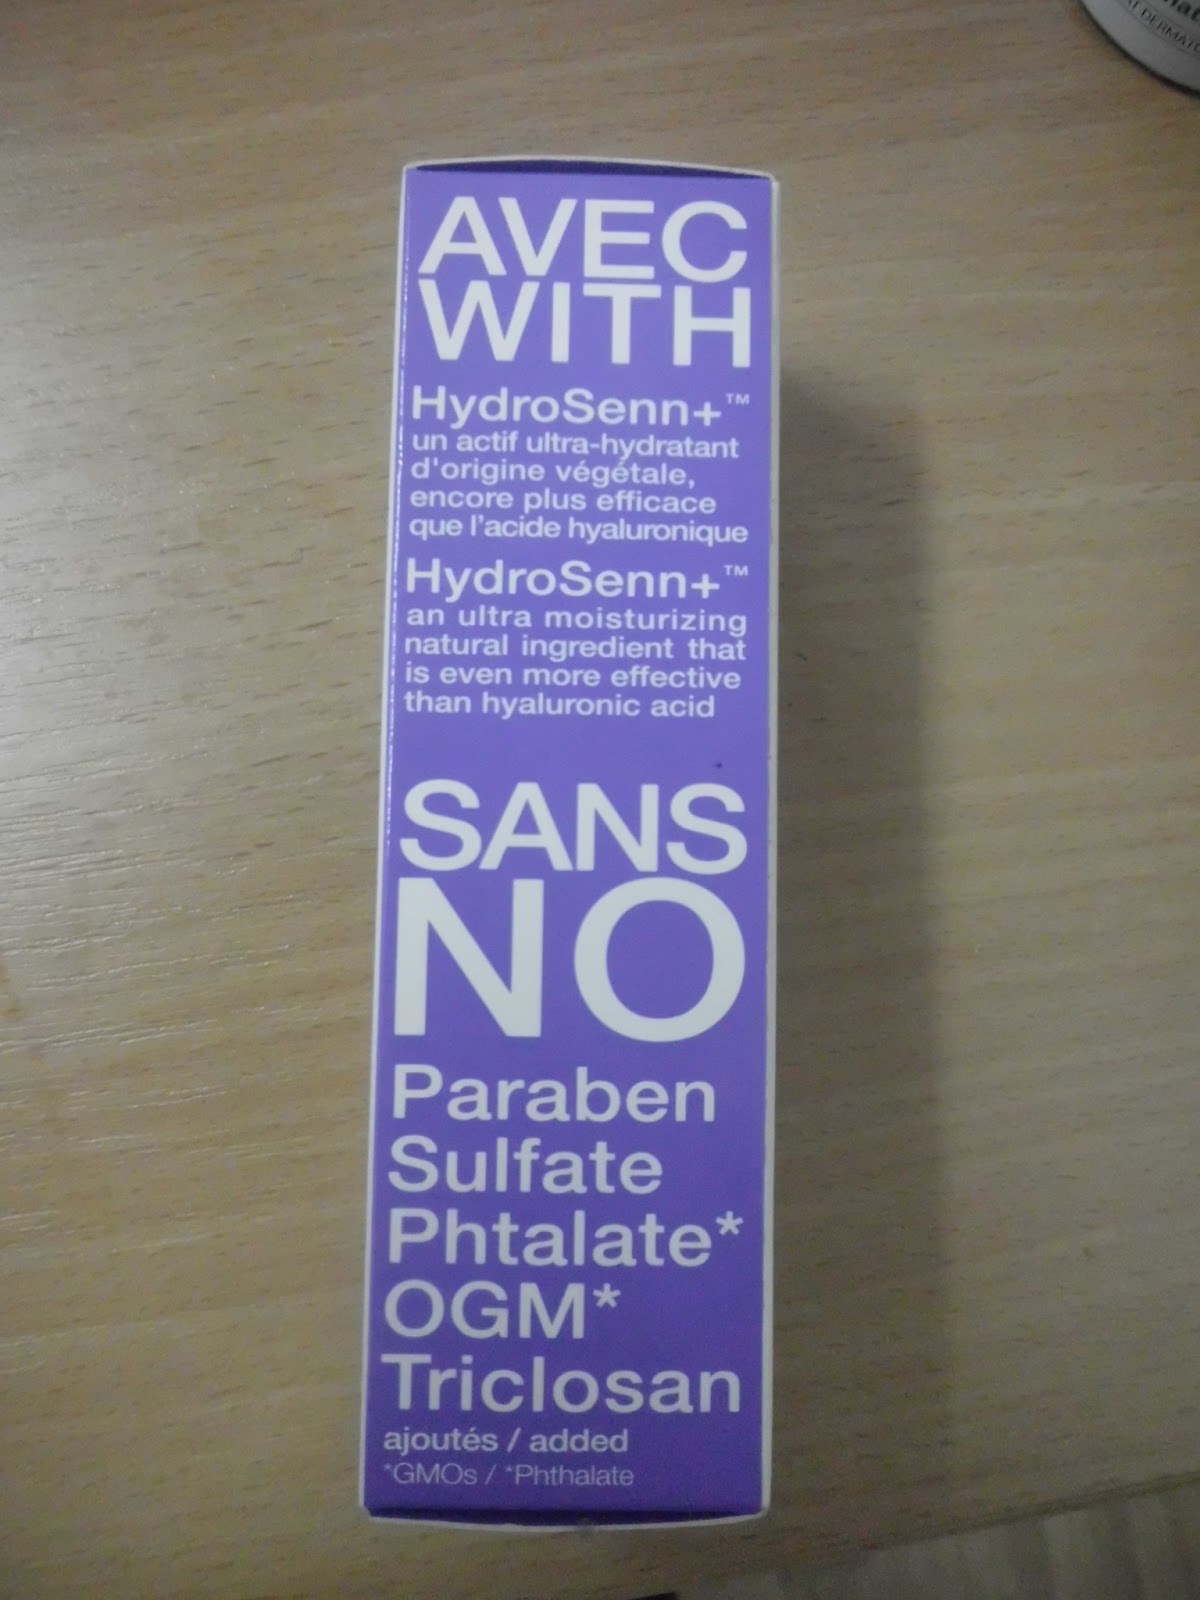 AVEC
WITH
HydroSenn+™
un actif ultra-hydratant
d'origine végétale,
encore plus efficace
que l'acide hyaluronique
HydroSenn+™
an ultra moisturizing
natural ingredient that
is even more effective
than hyaluronic acid
SANS
NO
Paraben
Sulfate
Phtalate*
OGM*
Triclosan
ajoutés / added
*GMOs / *Phthalate